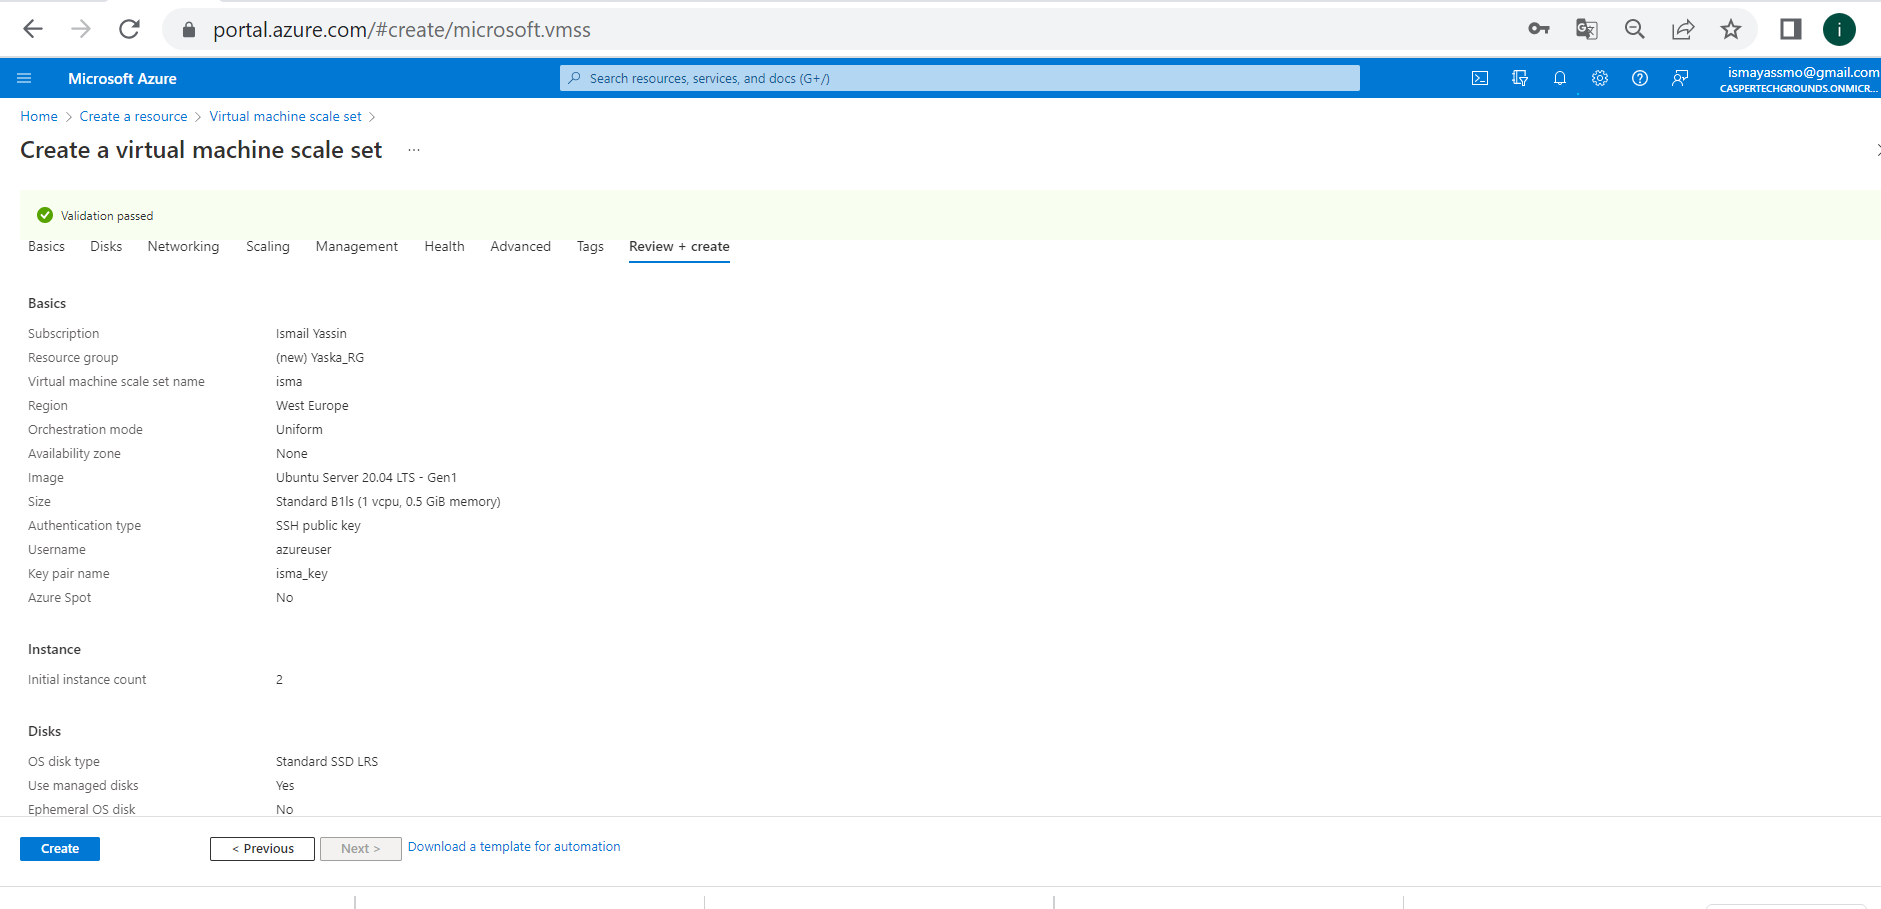 portal.azure.com/#create/microsoft.vmss
i
Microsoft Azure
Search resources, services, and docs (G+/)
ismayassmo@gmail.com
CASPERTECHGROUNDS.ONMICR...
Home > Create a resource > Virtual machine scale set >
Create a virtual machine scale set ...
Validation passed
Basics Disks Networking Scaling Management Health Advanced Tags Review + create
Basics
Subscription Ismail Yassin
Resource group (new) Yaska_RG
Virtual machine scale set name isma
Region West Europe
Orchestration mode Uniform
Availability zone None
Image Ubuntu Server 20.04 LTS - Gen1
Size Standard B1ls (1 vcpu, 0.5 GiB memory)
Authentication type SSH public key
Username azureuser
Key pair name isma_key
Azure Spot No
Instance
Initial instance count 2
Disks
OS disk type Standard SSD LRS
Use managed disks Yes
Ephemeral OS disk No
Create < Previous Next > Download a template for automation